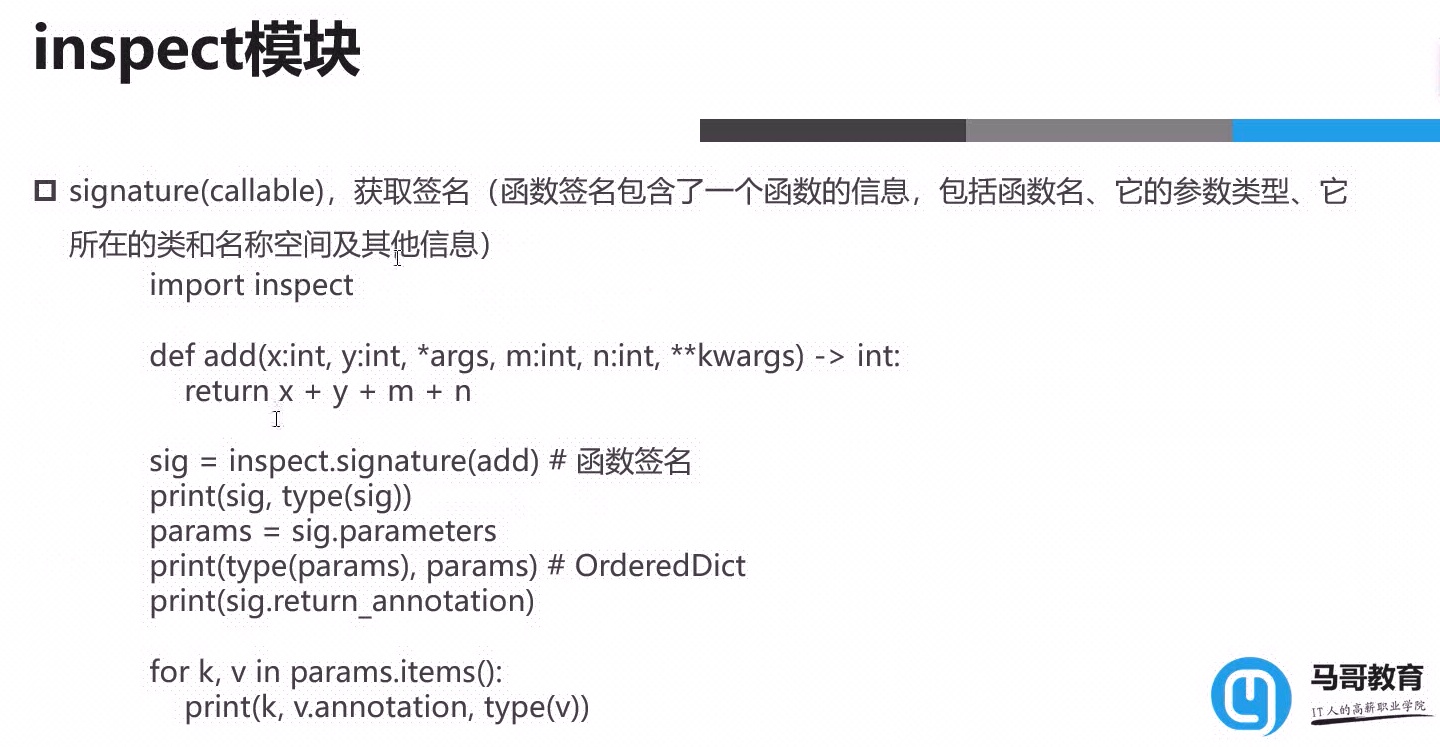 inspect模块
signature(callable)，获取签名（函数签名包含了一个函数的信息，包括函数名、它的参数类型、它
所在的类和名称空间及其他信息）
import inspect
def add(x:int, y:int, *args, m:int, n:int, **kwargs) -> int:
return x + y + m + n
sig = inspect.signature(add) # 函数签名
print(sig, type(sig))
params = sig.parameters
print(type(params), params) # OrderedDict
print(sig.return_annotation)
for k, v in params.items():
print(k, v.annotation, type(v))
马哥教育
IT人的高薪职业学院